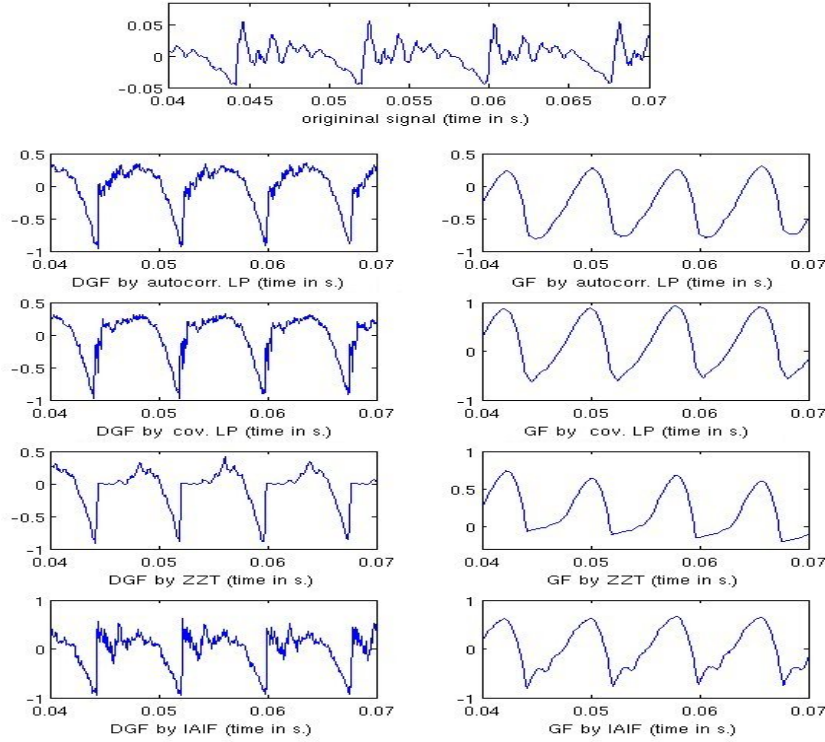 0.05
0
-0.05
0.04 0.045 0.05 0.055 0.06 0.065 0.07
origininal signal (time in s.)
0.5
0
-0.5
-1
0.04 0.05 0.06 0.07
DGF by autocorr. LP (time in s.)
0.5
0
-0.5
-1
0.04 0.05 0.06 0.07
GF by autocorr. LP (time in s.)
0.5
0
-0.5
-1
0.04 0.05 0.06 0.07
DGF by cov. LP (time in s.)
1
0
-1
0.04 0.05 0.06 0.07
GF by cov. LP (time in s.)
0.5
0
-0.5
-1
0.04 0.05 0.06 0.07
DGF by ZZT (time in s.)
1
0.5
0
0.04 0.05 0.06 0.07
GF by ZZT (time in s.)
1
0
-1
0.04 0.05 0.06 0.07
DGF by IAIF (time in s.)
1
0
-1
0.04 0.05 0.06 0.07
GF by IAIF (time in s.)